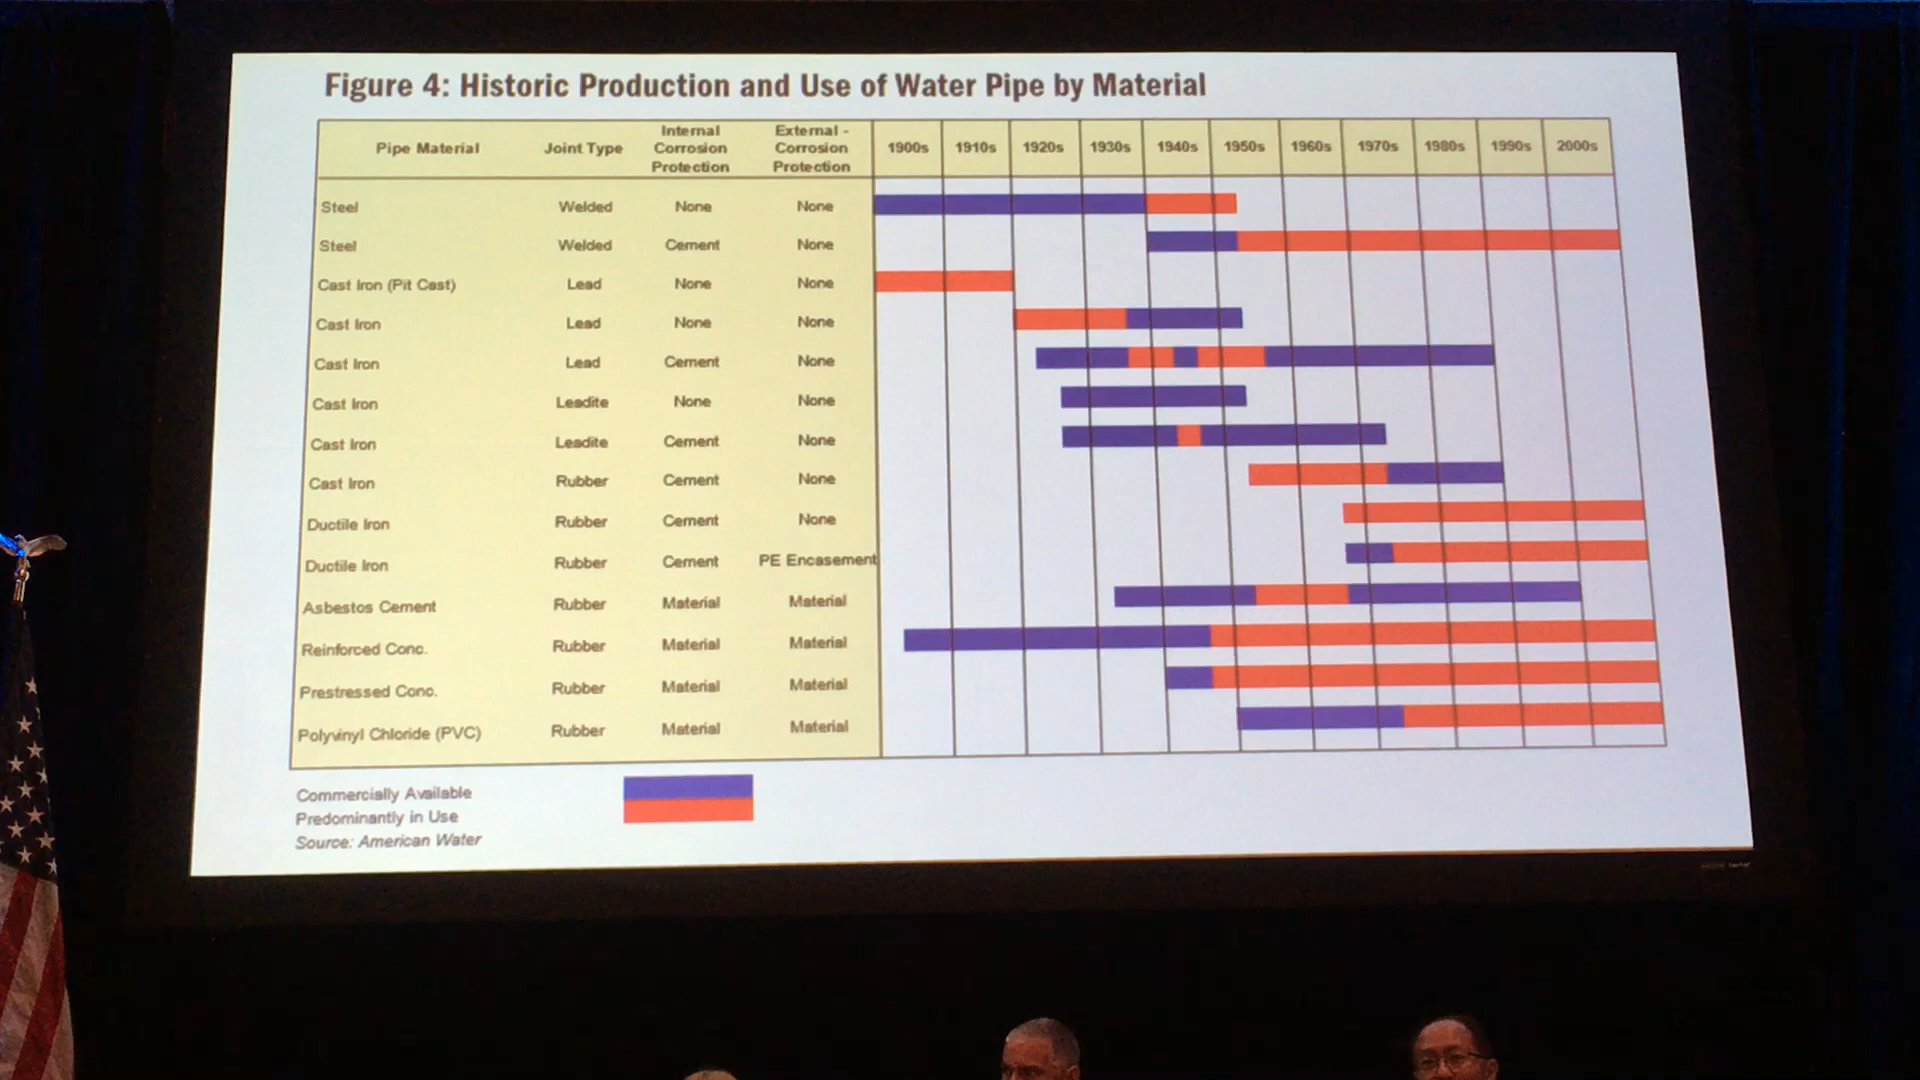 Figure 4: Historic Production and Use of Water Pipe by Material
Pipe Material Joint Type Internal Corrosion Protection External - Corrosion Protection 1900s 1910s 1920s 1930s 1940s 1950s 1960s 1970s 1980s 1990s 2000s
Steel Welded None None
Steel Welded Cement None
Cast Iron (Pit Cast) Lead None None
Cast Iron Lead None None
Cast Iron Lead Cement None
Cast Iron Leadite None None
Cast Iron Leadite Cement None
Cast Iron Rubber Cement None
Ductile Iron Rubber Cement None
Ductile Iron Rubber Cement PE Encasement
Asbestos Cement Rubber Material Material
Reinforced Conc. Rubber Material Material
Prestressed Conc. Rubber Material Material
Polyvinyl Chloride (PVC) Rubber Material Material
Commercially Available
Predominantly in Use
Source: American Water